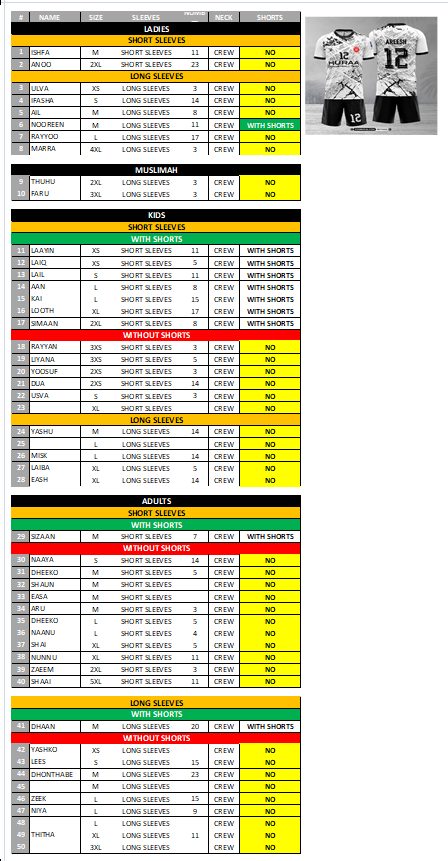 # NAME SIZE SLEEVES NUMB NECK SHORTS
LADIES
SHORT SLEEVES
1 ISHFA M SHORT SLEEVES 11 CREW NO
2 ANOO 2XL SHORT SLEEVES 23 CREW NO
LONG SLEEVES
3 ULVA XS LONG SLEEVES 3 CREW NO
4 IFASHA S LONG SLEEVES 14 CREW NO
5 AIL M LONG SLEEVES 8 CREW NO
6 NOOREEN M LONG SLEEVES 11 CREW WITH SHORTS
7 RAYYOO L LONG SLEEVES 17 CREW NO
8 MARRA 4XL LONG SLEEVES 3 CREW NO
MUSLIMAH
9 THUHU 2XL LONG SLEEVES 3 CREW NO
10 FARU 3XL LONG SLEEVES 3 CREW NO
KIDS
SHORT SLEEVES
WITH SHORTS
11 LAAYIN XS SHORT SLEEVES 11 CREW WITH SHORTS
12 LAIQ XS SHORT SLEEVES 5 CREW WITH SHORTS
13 LAIL S SHORT SLEEVES 11 CREW WITH SHORTS
14 AAN L SHORT SLEEVES 8 CREW WITH SHORTS
15 KAI L SHORT SLEEVES 15 CREW WITH SHORTS
16 LOOTH XL SHORT SLEEVES 17 CREW WITH SHORTS
17 SIMAAN 2XL SHORT SLEEVES 8 CREW WITH SHORTS
WITHOUT SHORTS
18 RAYYAN 3XS SHORT SLEEVES 3 CREW NO
19 LIYANA 3XS SHORT SLEEVES 5 CREW NO
20 YOOSUF 2XS SHORT SLEEVES 3 CREW NO
21 DUA 2XS SHORT SLEEVES 14 CREW NO
22 USVA S SHORT SLEEVES 3 CREW NO
23 XL SHORT SLEEVES CREW NO
LONG SLEEVES
24 YASHU M LONG SLEEVES 14 CREW NO
25 L LONG SLEEVES CREW NO
26 MISK L LONG SLEEVES 14 CREW NO
27 LAIBA XL LONG SLEEVES 5 CREW NO
28 EASH XL LONG SLEEVES 14 CREW NO
ADULTS
SHORT SLEEVES
WITH SHORTS
29 SIZAAN M SHORT SLEEVES 7 CREW WITH SHORTS
WITHOUT SHORTS
30 NAAYA S SHORT SLEEVES 14 CREW NO
31 DHEEKO M SHORT SLEEVES 5 CREW NO
32 SHAUN M SHORT SLEEVES CREW NO
33 EASA M SHORT SLEEVES CREW NO
34 ARU M SHORT SLEEVES 3 CREW NO
35 DHEEKO L SHORT SLEEVES 5 CREW NO
36 NAANU L SHORT SLEEVES 4 CREW NO
37 SHAI XL SHORT SLEEVES 5 CREW NO
38 NUNNU XL SHORT SLEEVES 11 CREW NO
39 ZAEEM 2XL SHORT SLEEVES 3 CREW NO
40 SHAAI 5XL SHORT SLEEVES 11 CREW NO
LONG SLEEVES
WITH SHORTS
41 DHAAN M LONG SLEEVES 20 CREW WITH SHORTS
WITHOUT SHORTS
42 YASHKO XS LONG SLEEVES CREW NO
43 LEES S LONG SLEEVES 15 CREW NO
44 DHONTHABE M LONG SLEEVES 23 CREW NO
45 M LONG SLEEVES CREW NO
46 ZEEK L LONG SLEEVES 15 CREW NO
47 NIYA L LONG SLEEVES 9 CREW NO
48 L LONG SLEEVES CREW NO
49 THITHA XL LONG SLEEVES 11 CREW NO
50 3XL LONG SLEEVES CREW NO
12
HURAA
12
AREESH
12